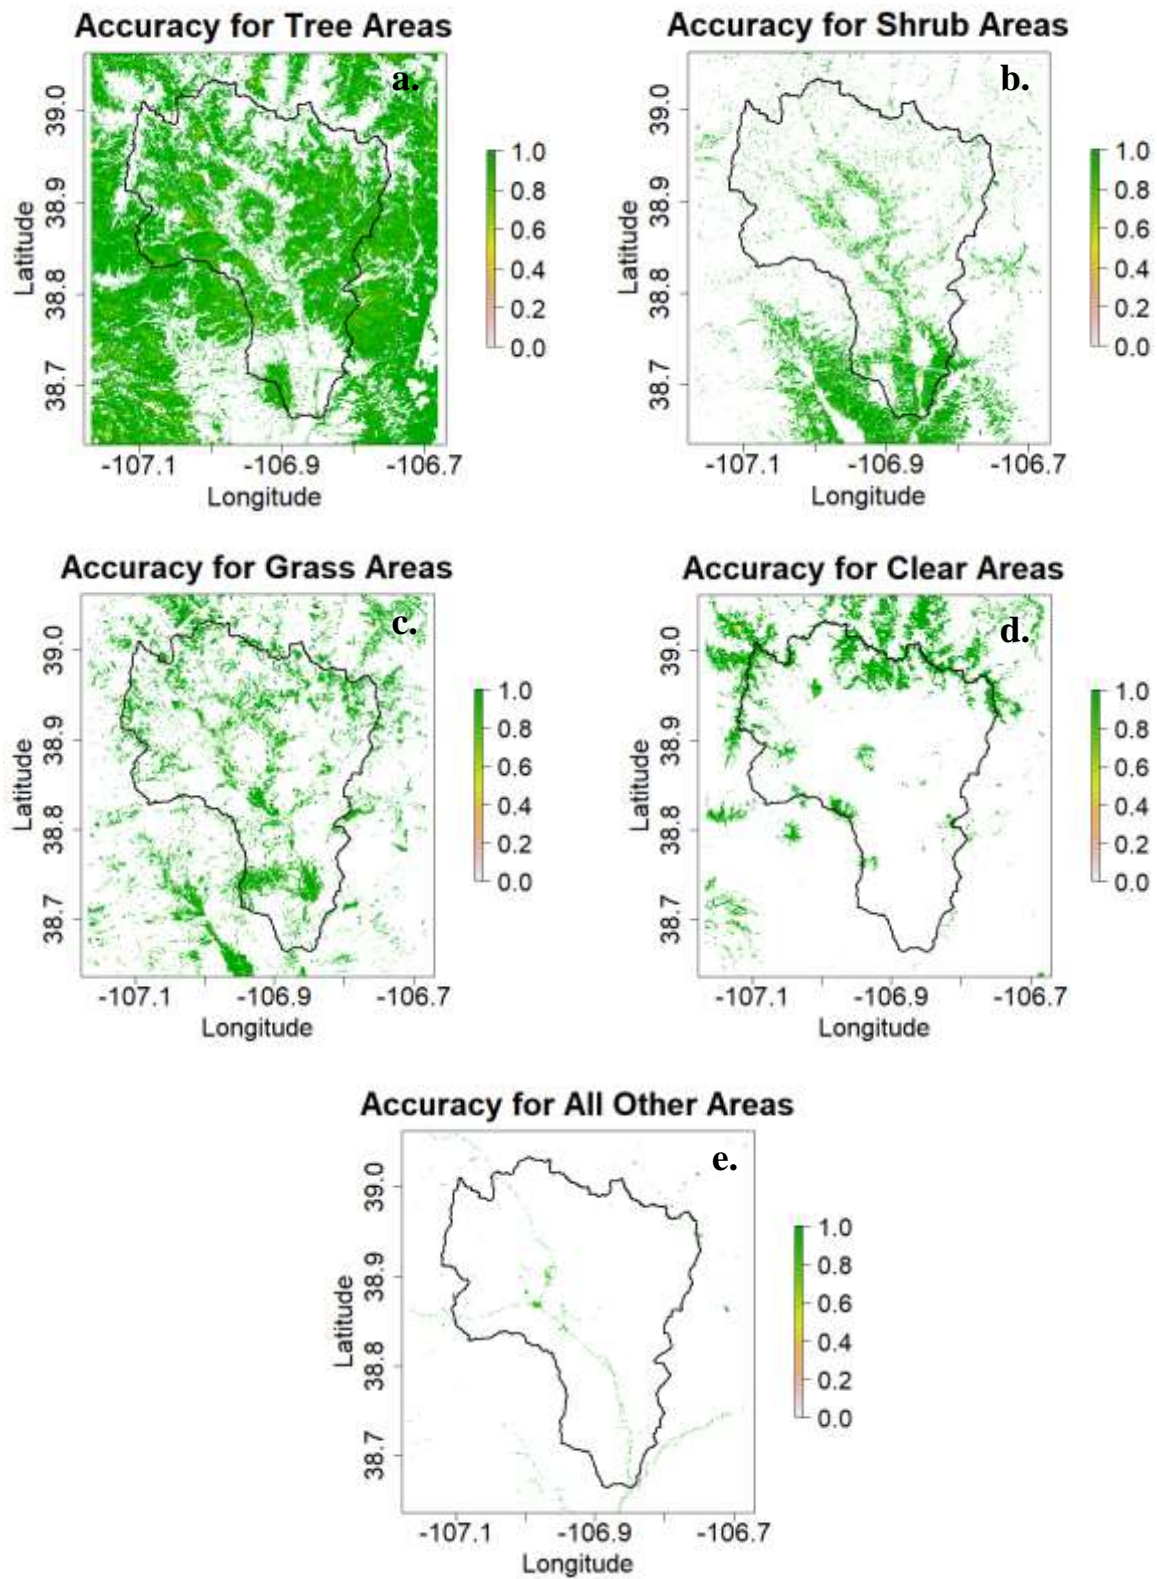 Accuracy for Tree Areas
a.
39.0
38.9
38.8
38.7
Latitude
-107.1 -106.9 -106.7
Longitude
1.0
0.8
0.6
0.4
0.2
0.0
Accuracy for Shrub Areas
b.
39.0
38.9
38.8
38.7
Latitude
-107.1 -106.9 -106.7
Longitude
1.0
0.8
0.6
0.4
0.2
0.0
Accuracy for Grass Areas
c.
39.0
38.9
38.8
38.7
Latitude
-107.1 -106.9 -106.7
Longitude
1.0
0.8
0.6
0.4
0.2
0.0
Accuracy for Clear Areas
d.
39.0
38.9
38.8
38.7
Latitude
-107.1 -106.9 -106.7
Longitude
1.0
0.8
0.6
0.4
0.2
0.0
Accuracy for All Other Areas
e.
39.0
38.9
38.8
38.7
Latitude
-107.1 -106.9 -106.7
Longitude
1.0
0.8
0.6
0.4
0.2
0.0